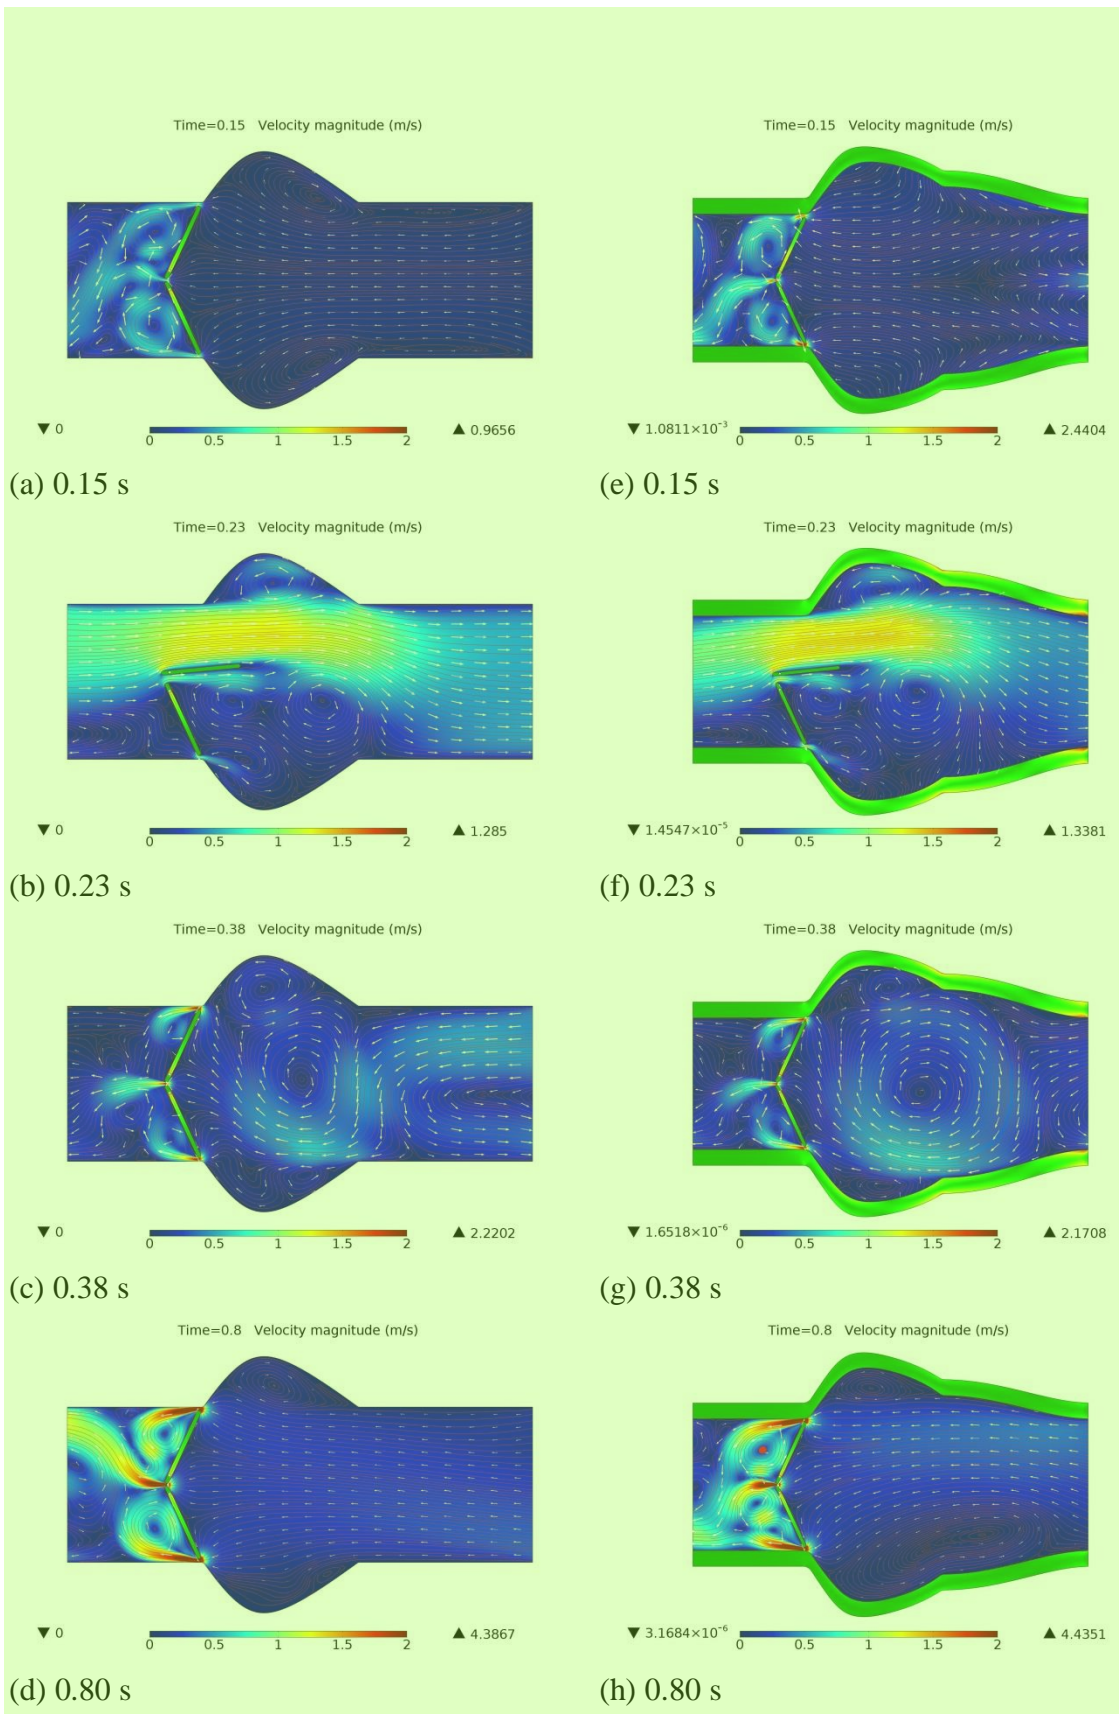 Time=0.15 Velocity magnitude (m/s)
▼ 0
0 0.5 1 1.5 2
▲ 0.9656
(a) 0.15 s
Time=0.15 Velocity magnitude (m/s)
▼ 1.0811×10⁻³
0 0.5 1 1.5 2
▲ 2.4404
(e) 0.15 s
Time=0.23 Velocity magnitude (m/s)
▼ 0
0 0.5 1 1.5 2
▲ 1.285
(b) 0.23 s
Time=0.23 Velocity magnitude (m/s)
▼ 1.4547×10⁻⁵
0 0.5 1 1.5 2
▲ 1.3381
(f) 0.23 s
Time=0.38 Velocity magnitude (m/s)
▼ 0
0 0.5 1 1.5 2
▲ 2.2202
(c) 0.38 s
Time=0.38 Velocity magnitude (m/s)
▼ 1.6518×10⁻⁶
0 0.5 1 1.5 2
▲ 2.1708
(g) 0.38 s
Time=0.8 Velocity magnitude (m/s)
▼ 0
0 0.5 1 1.5 2
▲ 4.3867
(d) 0.80 s
Time=0.8 Velocity magnitude (m/s)
▼ 3.1684×10⁻⁶
0 0.5 1 1.5 2
▲ 4.4351
(h) 0.80 s